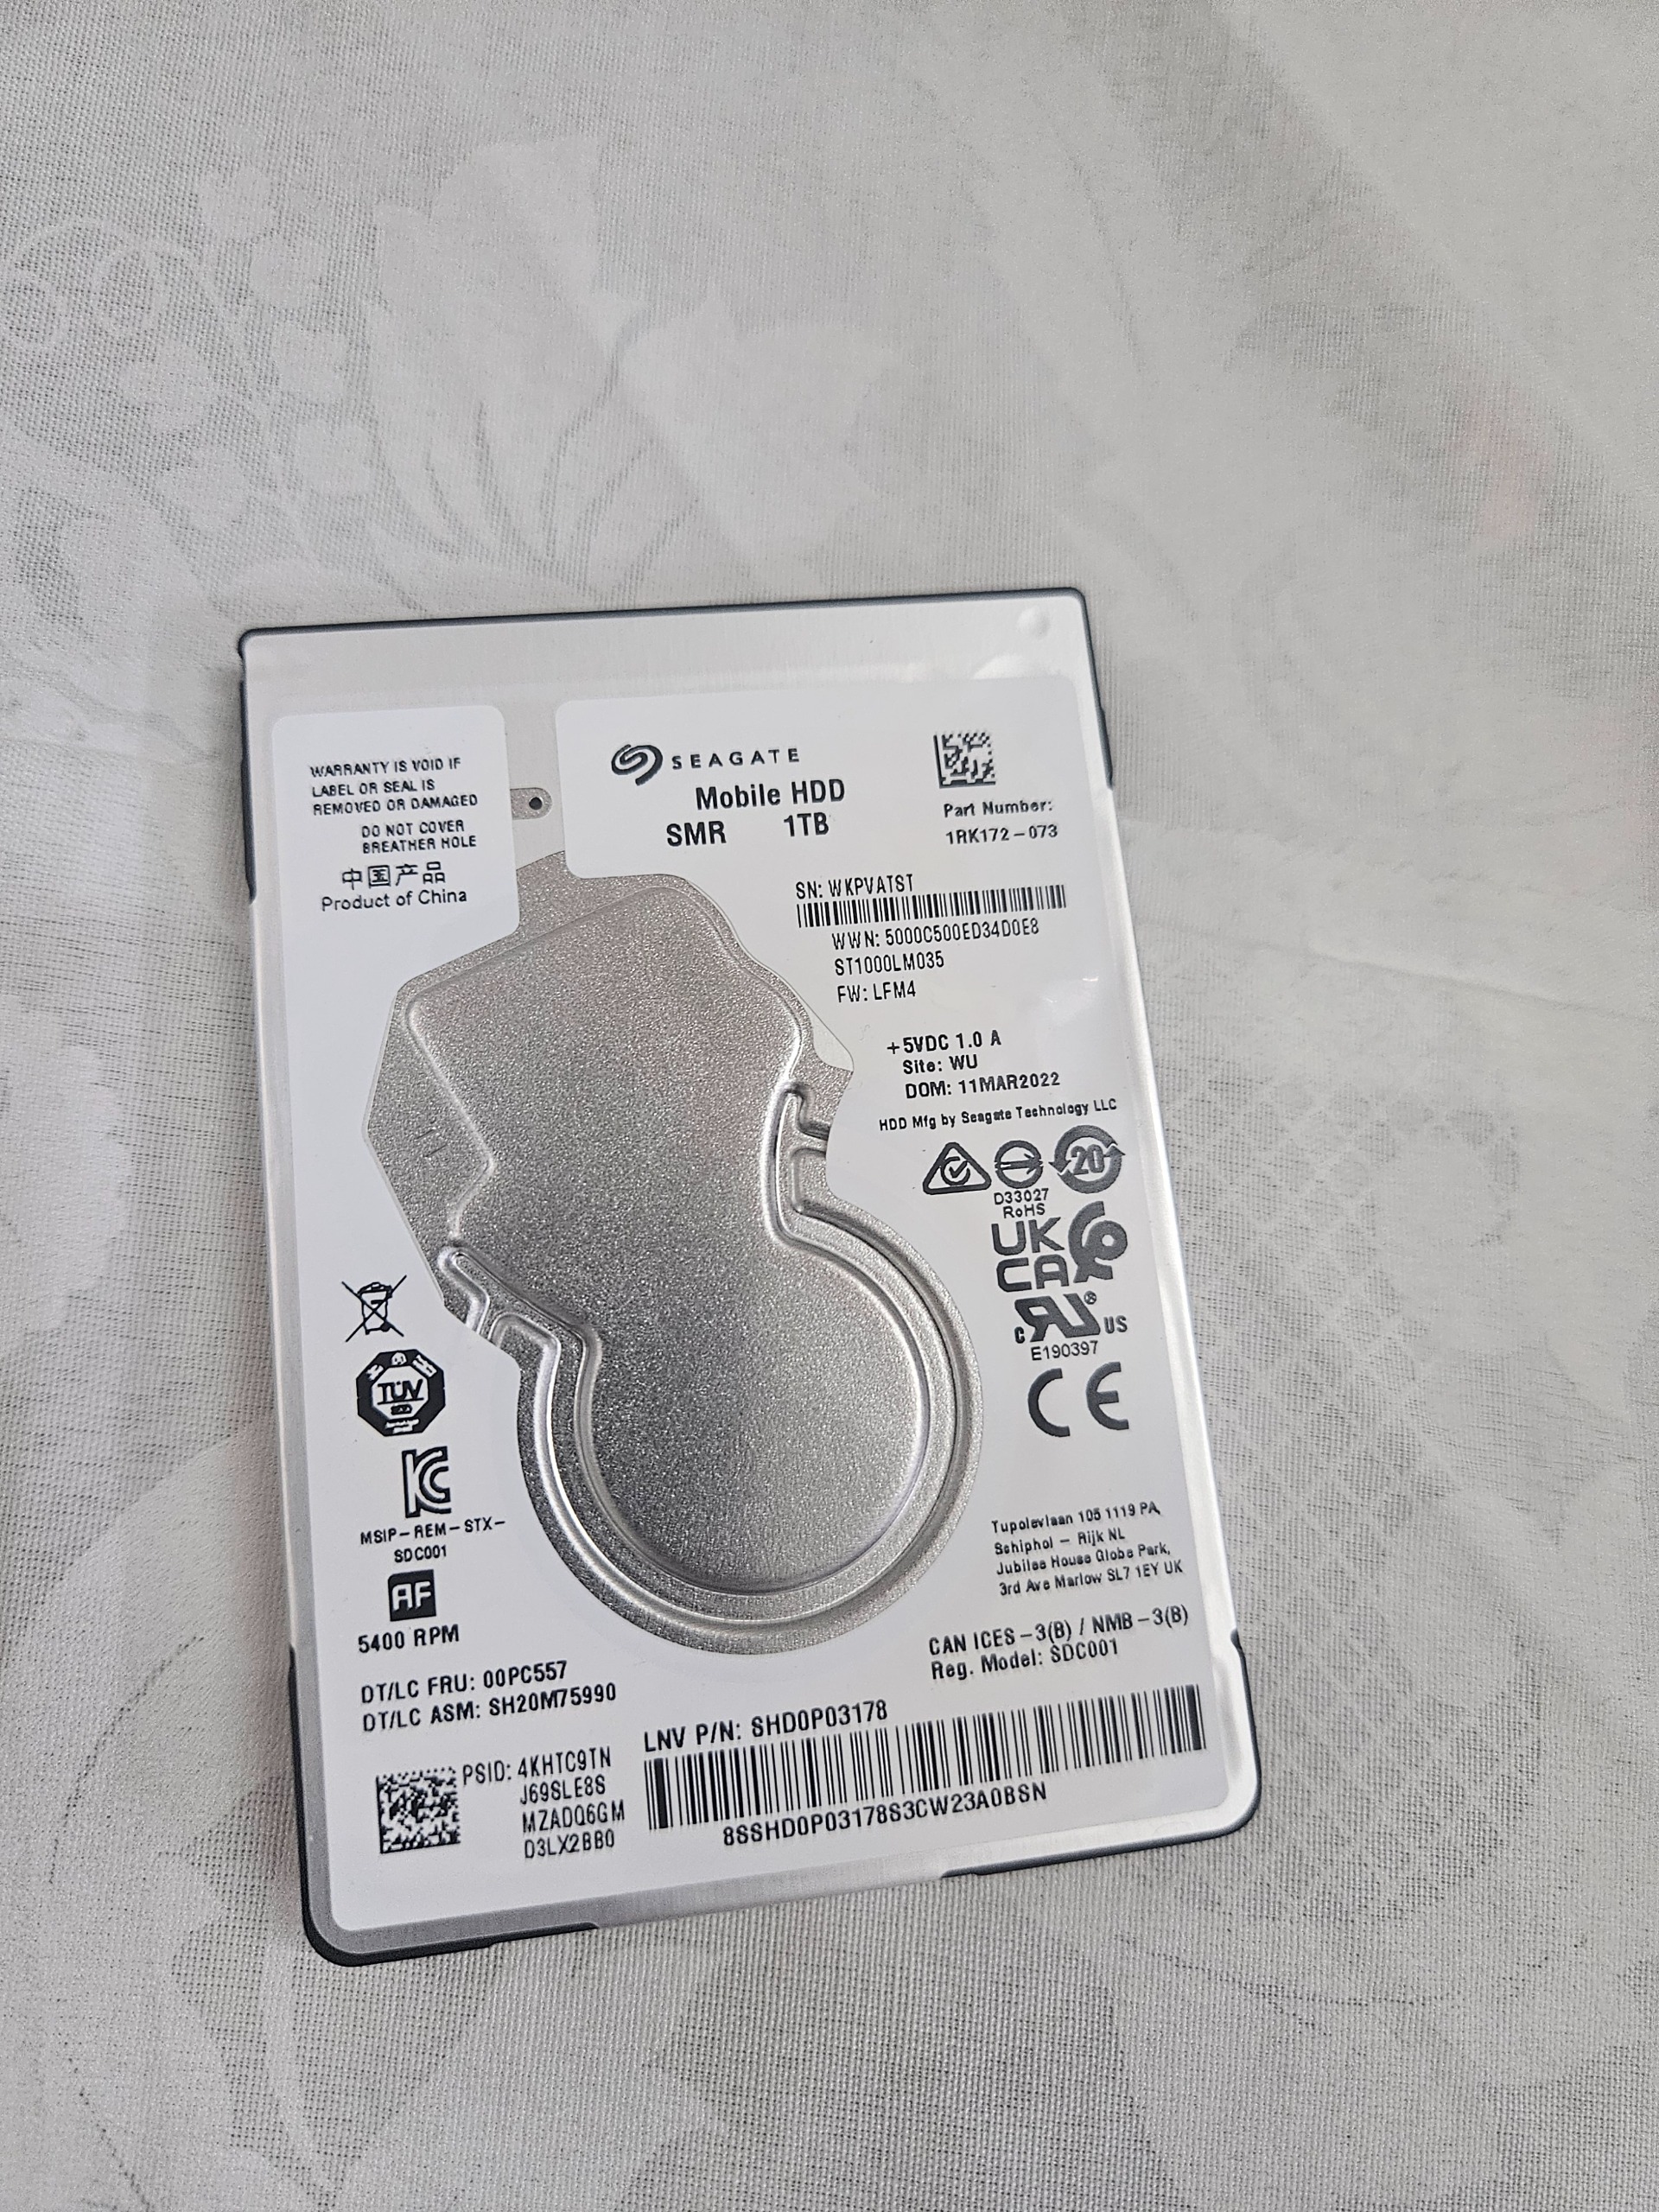 WARRANTY IS VOID IF
LABEL OR SEAL IS
REMOVED OR DAMAGED
DO NOT COVER
BREATHER HOLE
中国产品
Product of China
SEAGATE
Mobile HDD
SMR 1TB
Part Number:
1RK172-073
SN: WKPVATST
WWN: 5000C500ED34D0E8
ST1000LM035
FW: LFM4
+5VDC 1.0 A
Site: WU
DOM: 11MAR2022
HDD Mfg by Seagate Technology LLC
20
D33027
RoHS
UK
CA
c RU US
E190397
CE
TÜV
KC
MSIP-REM-STX-
SDC001
AF
5400 RPM
Tupolevlaan 105 1119 PA,
Schiphol - Rijk NL
Jubilee House Globe Park,
3rd Ave Marlow SL7 1EY UK
CAN ICES-3(B) / NMB-3(B)
Reg. Model: SDC001
DT/LC FRU: 00PC557
DT/LC ASM: SH20M75990
LNV P/N: SHD0P03178
8SSHD0P03178S3CW23A0BSN
PSID: 4KHTC9TN
J69SLE8S
MZADQ6GM
D3LX2BB0